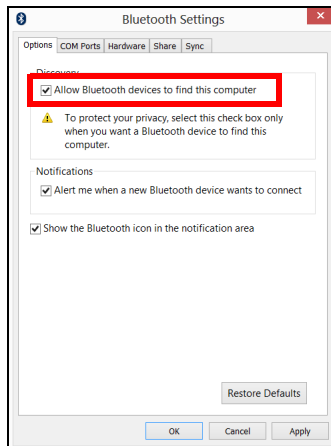 Bluetooth Settings
Options COM Ports Hardware Share Sync
Discovery
Allow Bluetooth devices to find this computer
To protect your privacy, select this check box only
when you want a Bluetooth device to find this
computer.
Notifications
Alert me when a new Bluetooth device wants to connect
Show the Bluetooth icon in the notification area
Restore Defaults
OK Cancel Apply